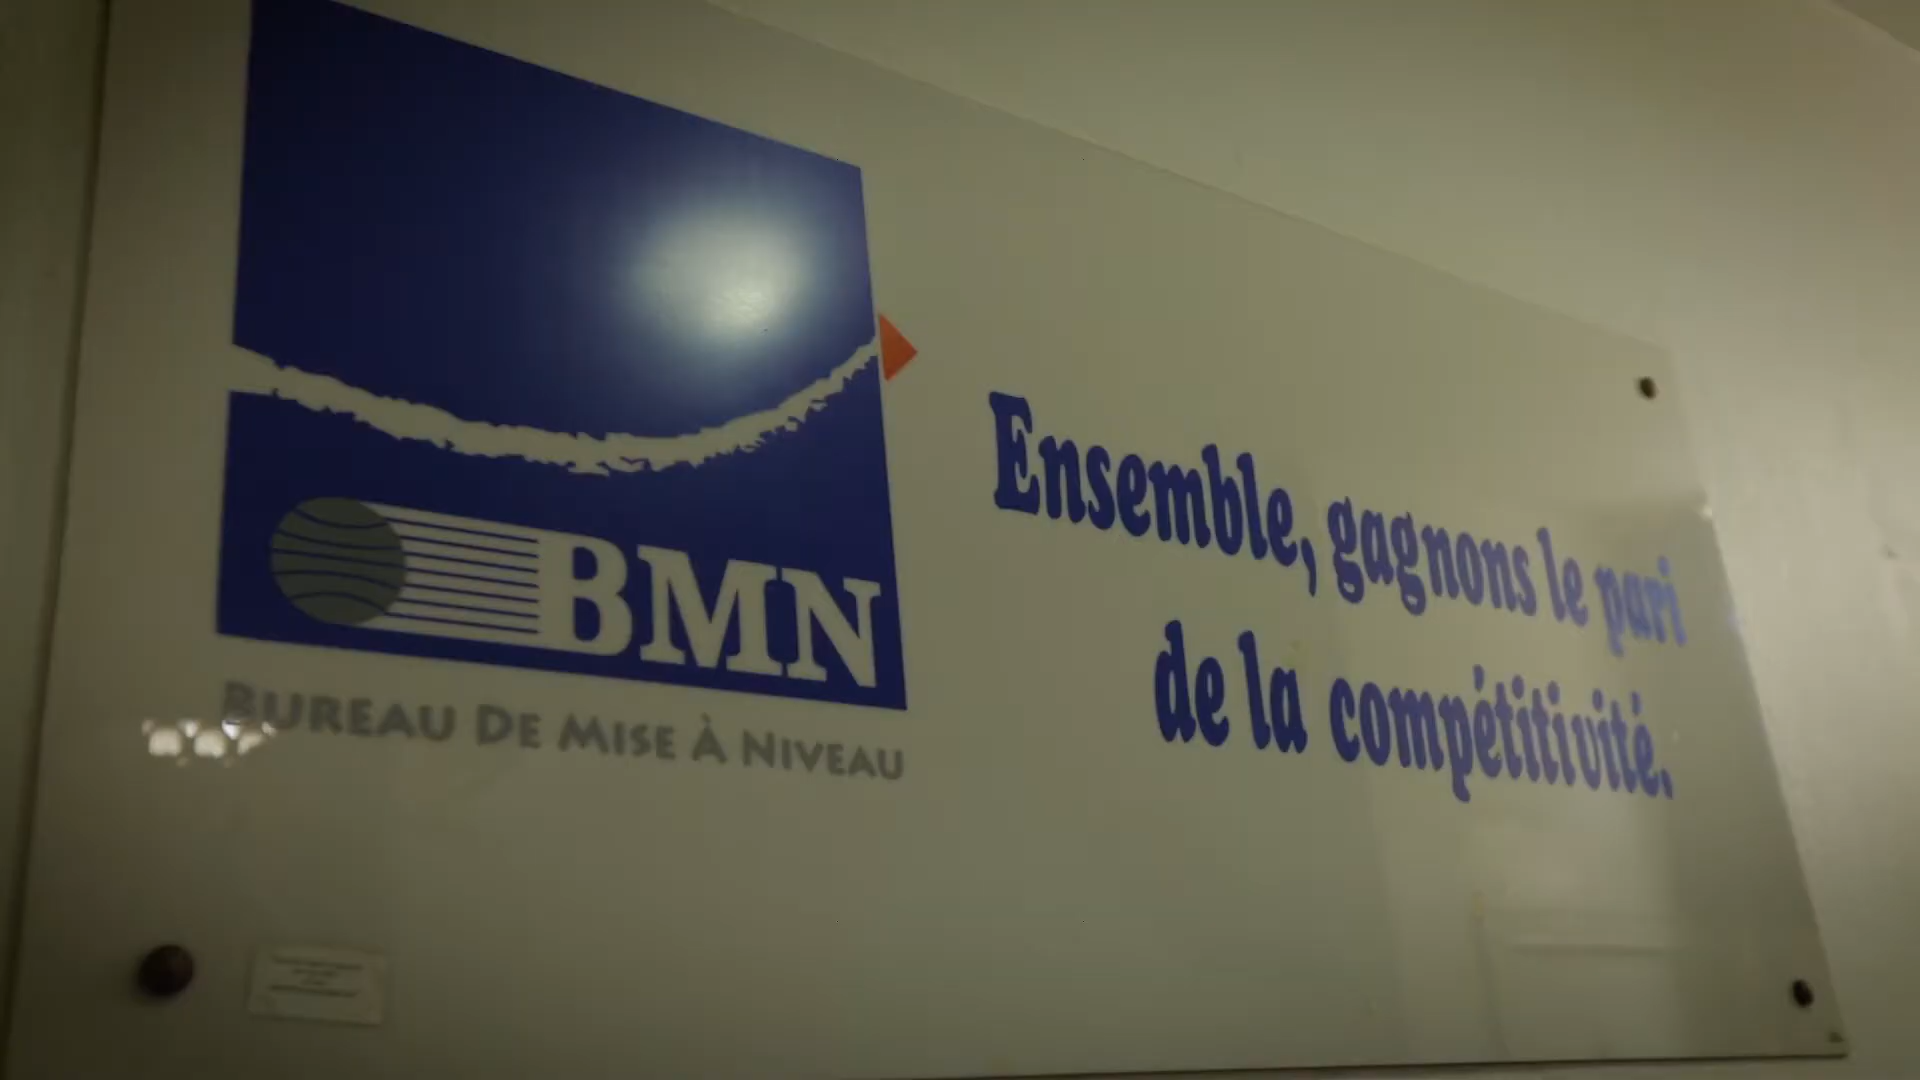 BMN
BUREAU DE MISE À NIVEAU
Ensemble, gagnons le pari
de la compétitivité.